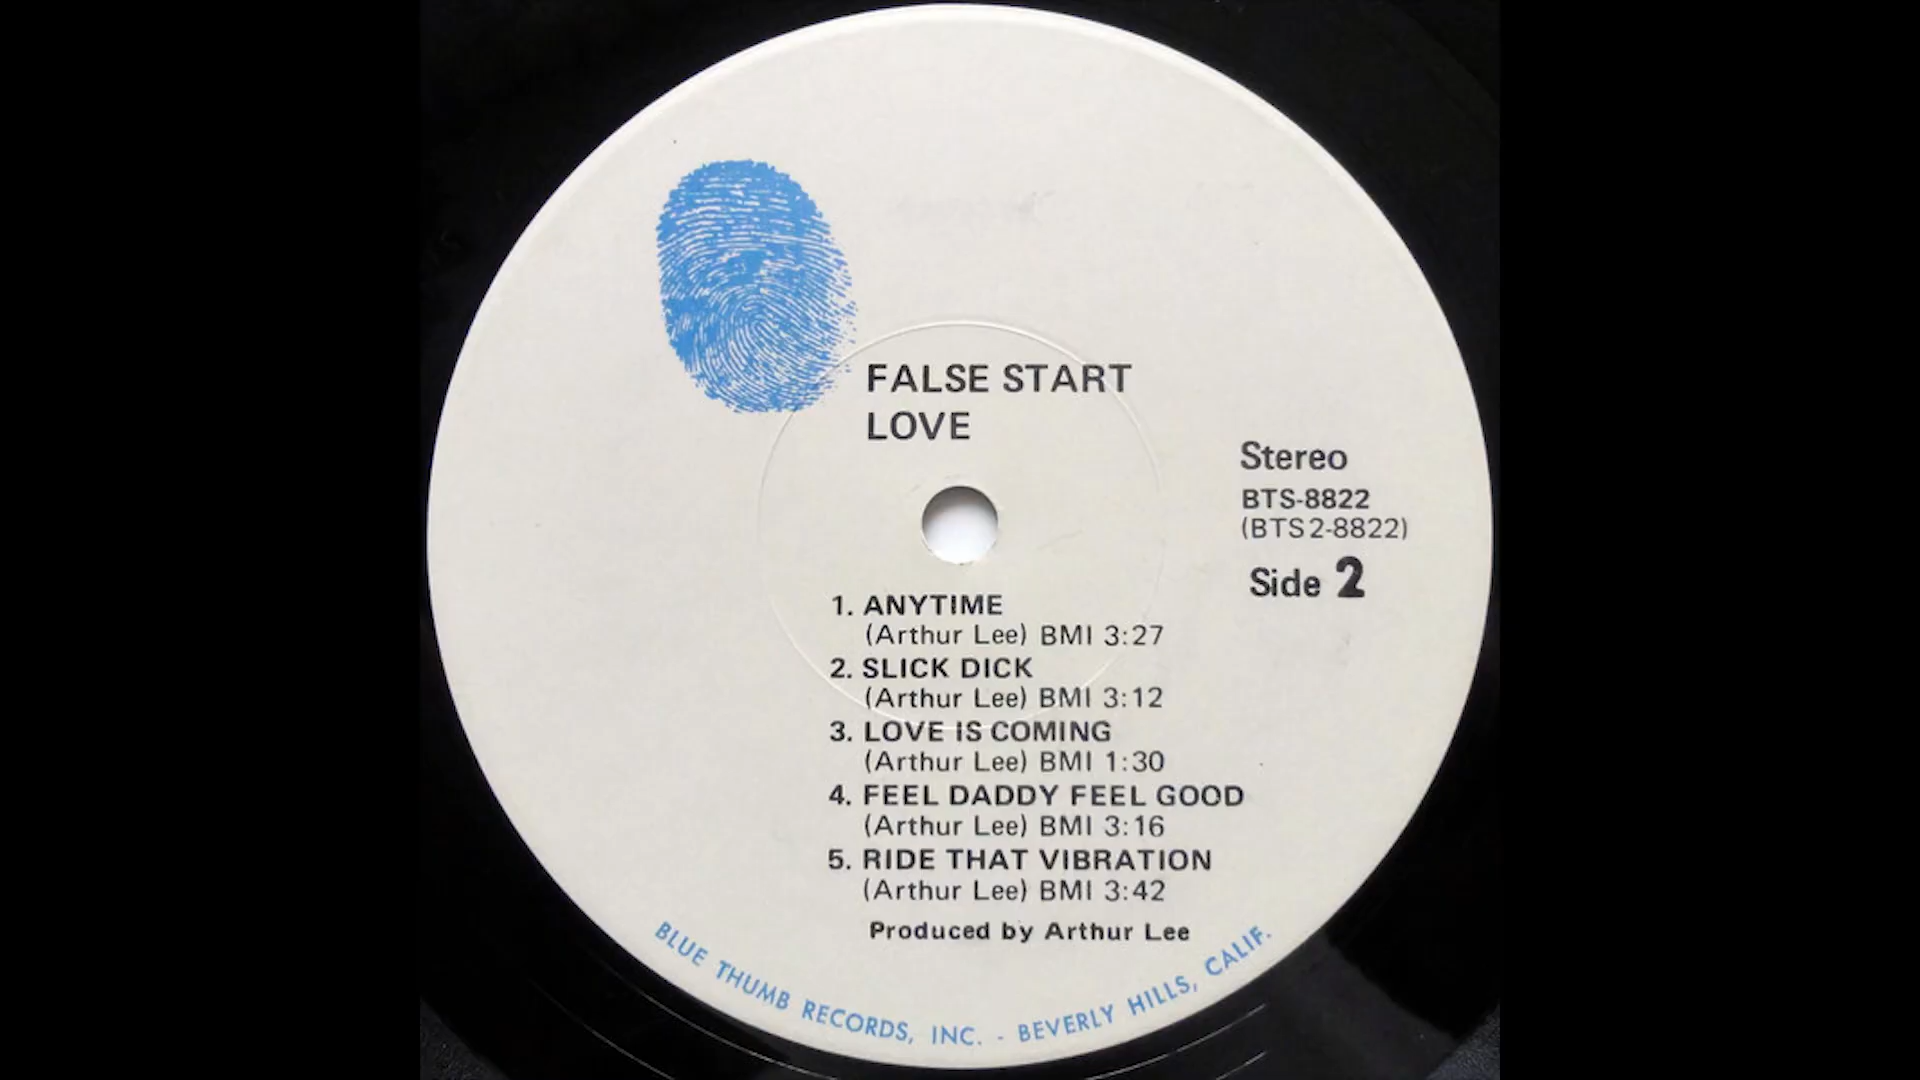 FALSE START
LOVE
Stereo
BTS-8822
(BTS2-8822)
Side 2
1. ANYTIME
(Arthur Lee) BMI 3:27
2. SLICK DICK
(Arthur Lee) BMI 3:12
3. LOVE IS COMING
(Arthur Lee) BMI 1:30
4. FEEL DADDY FEEL GOOD
(Arthur Lee) BMI 3:16
5. RIDE THAT VIBRATION
(Arthur Lee) BMI 3:42
Produced by Arthur Lee
BLUE THUMB RECORDS, INC. - BEVERLY HILLS, CALIF.